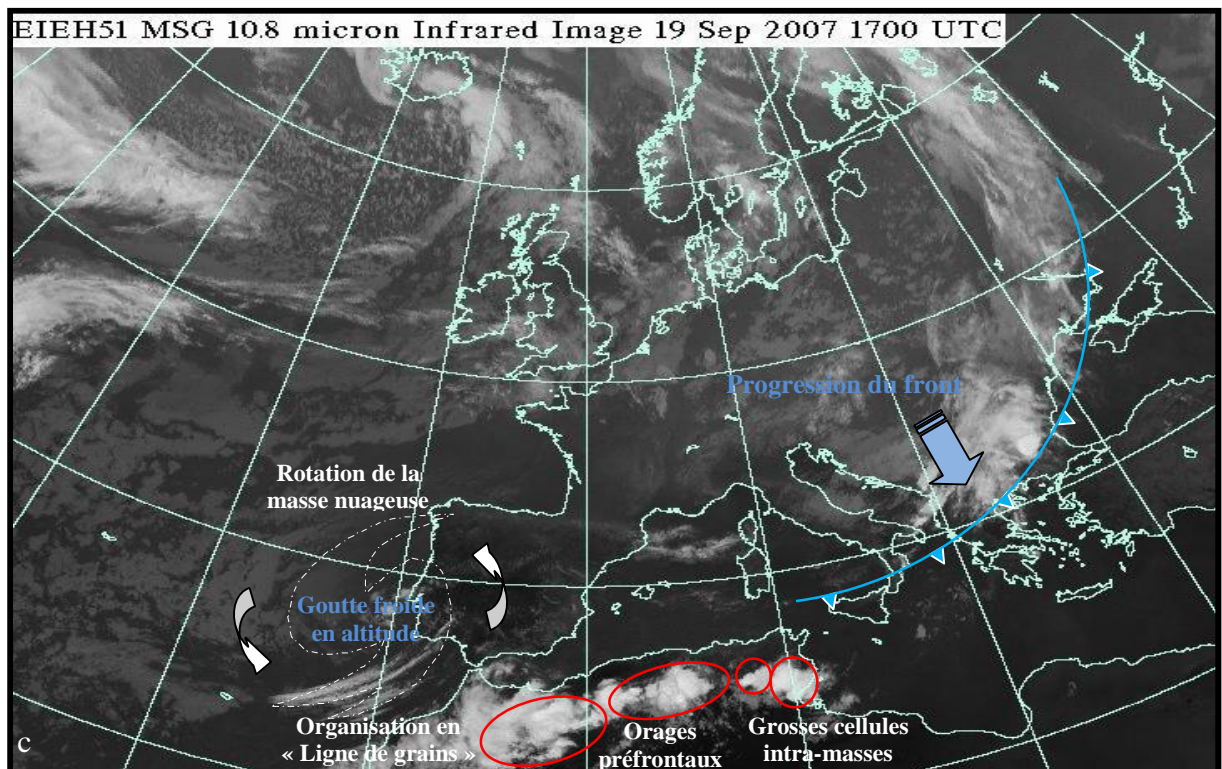 EIEH51 MSG 10.8 micron Infrared Image 19 Sep 2007 1700 UTC
Progression du front
Rotation de la
masse nuageuse
Goutte froide
en altitude
Organisation en
« Ligne de grains »
Orages
préfrontaux
Grosses cellules
intra-masses
c